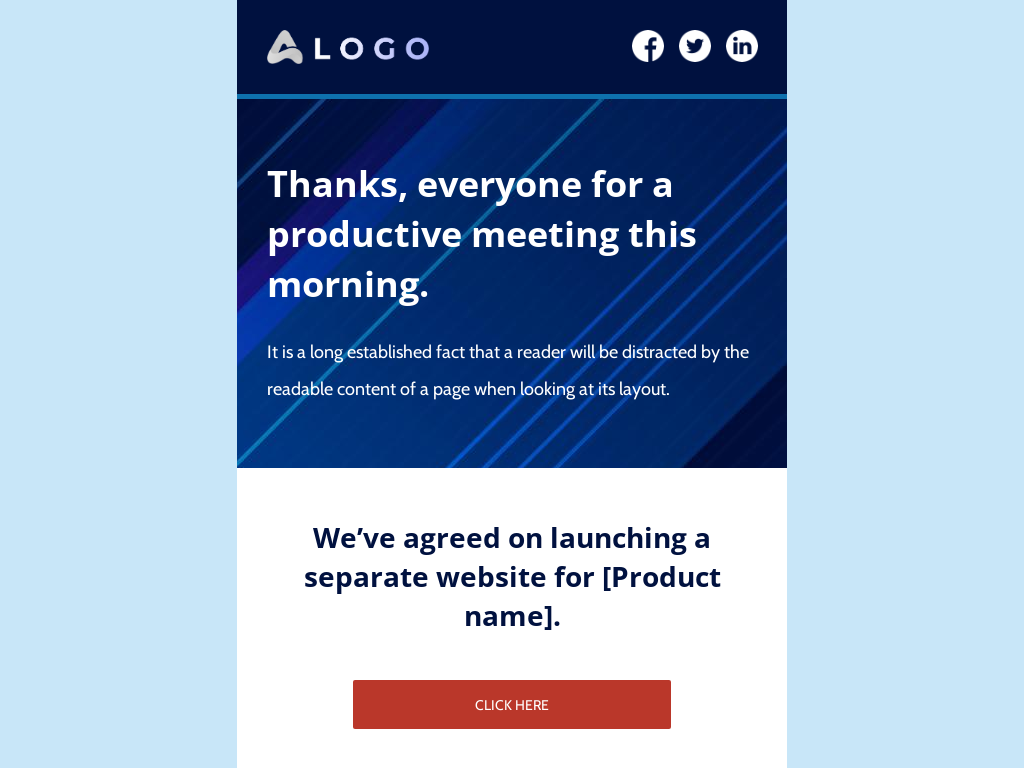 LOGO
Thanks, everyone for a
productive meeting this
morning.
It is a long established fact that a reader will be distracted by the
readable content of a page when looking at its layout.
We’ve agreed on launching a
separate website for [Product
name].
CLICK HERE